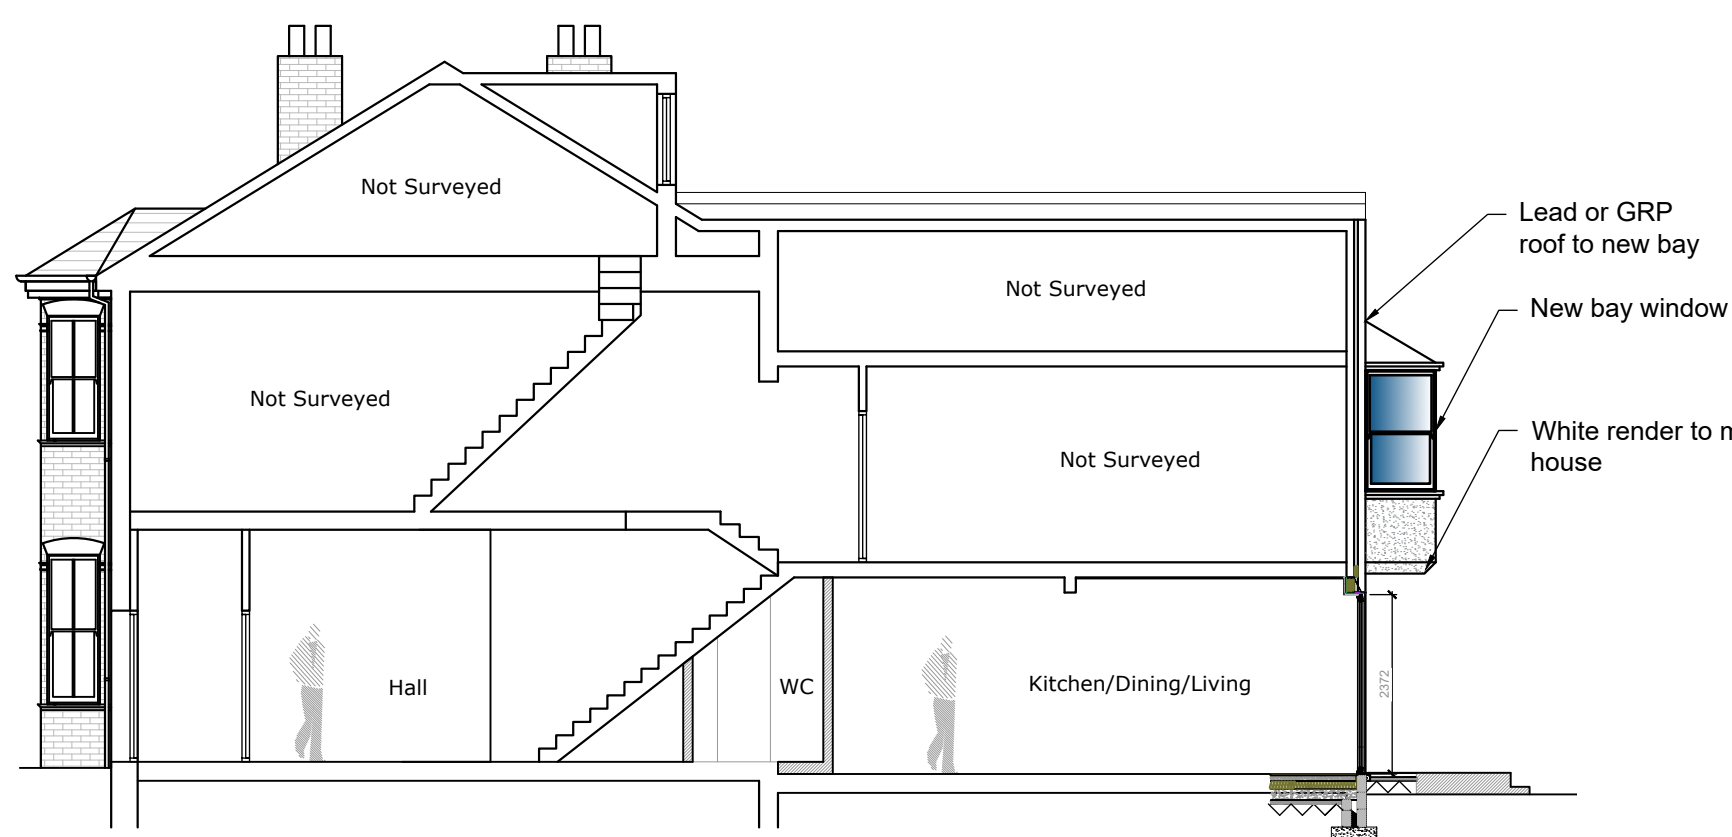 Not Surveyed
Lead or GRP
roof to new bay
Not Surveyed
New bay window
Not Surveyed
White render to
house
Not Surveyed
Hall
WC
Kitchen/Dining/Living
2372